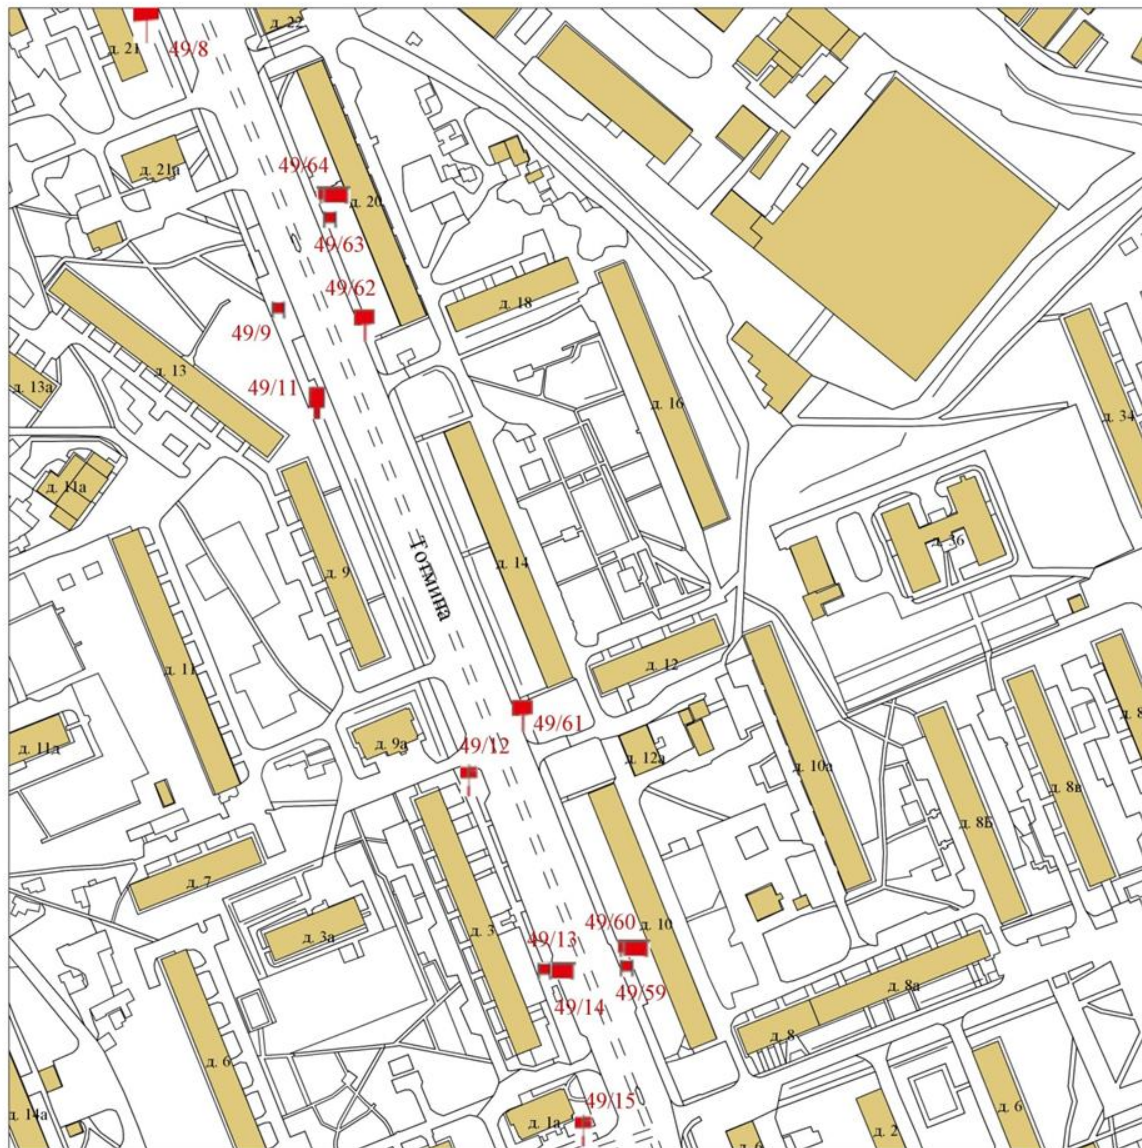 д. 22
д. 21
49/8
д. 21а
49/64
д. 20
49/63
49/62
49/9
д. 18
д. 13
д. 13а
49/11
д. 16
д. 34
д. 11а
д. 36
Тотмина
д. 14
д. 9
д. 12
д. 11
д. 8
49/61
д. 11д
д. 9а
49/12
д. 12а
д. 10а
д. 8в
д. 8Б
д. 7
49/60
д. 10
д. 3
д. 3а
49/13
49/59
49/14
д. 8а
д. 8
д. 6
49/15
д. 6
д. 14а
д. 1а
д. 2